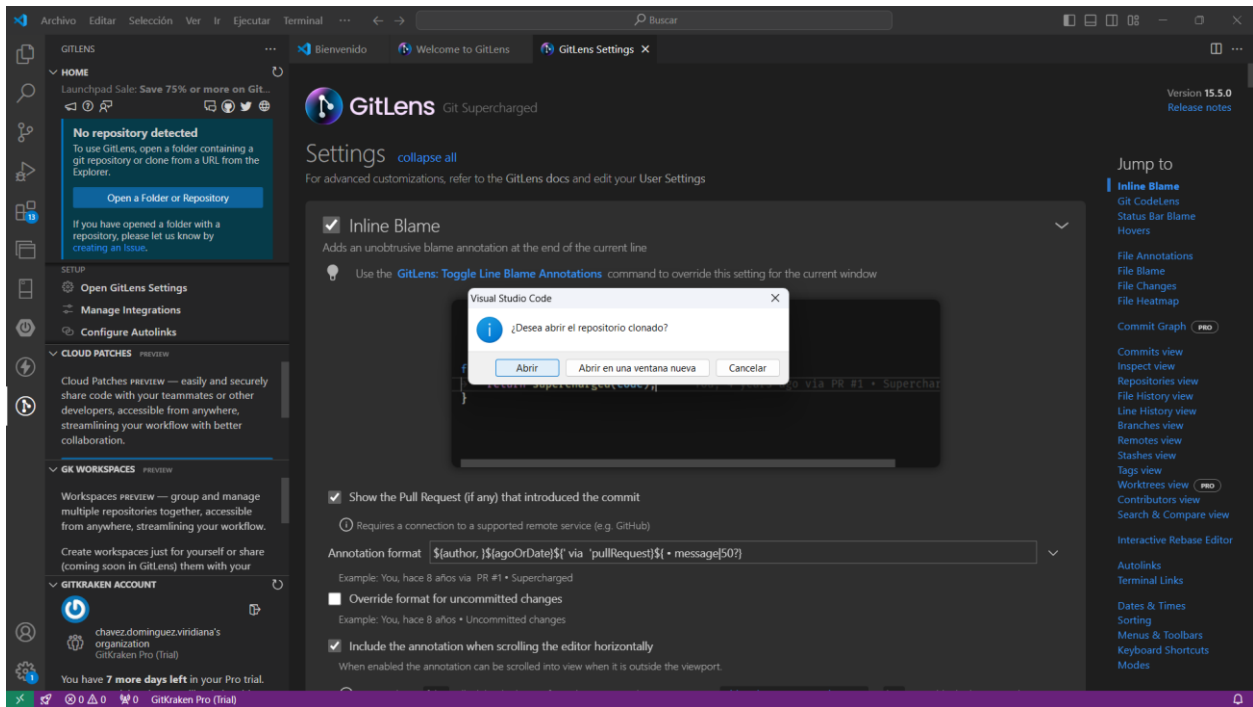 Archivo Editar Selección Ver Ir Ejecutar Terminal ··· Buscar
GITLENS ···
Bienvenido
Welcome to GitLens
GitLens Settings
HOME
Launchpad Sale: Save 75% or more on Git...
No repository detected
To use GitLens, open a folder containing a
git repository or clone from a URL from the
Explorer.
Open a Folder or Repository
If you have opened a folder with a
repository, please let us know by
creating an Issue.
SETUP
Open GitLens Settings
Manage Integrations
Configure Autolinks
CLOUD PATCHES PREVIEW
Cloud Patches PREVIEW — easily and securely
share code with your teammates or other
developers, accessible from anywhere,
streamlining your workflow with better
collaboration.
GK WORKSPACES PREVIEW
Workspaces PREVIEW — group and manage
multiple repositories together, accessible
from anywhere, streamlining your workflow.
Create workspaces just for yourself or share
(coming soon in GitLens) them with your
GITKRAKEN ACCOUNT
chavez.dominguez.viridiana's
organization
GitKraken Pro (Trial)
You have 7 more days left in your Pro trial.
13
1
GitLens Git Supercharged
Version 15.5.0
Release notes
Settings collapse all
For advanced customizations, refer to the GitLens docs and edit your User Settings
Inline Blame
Adds an unobtrusive blame annotation at the end of the current line
Use the GitLens: Toggle Line Blame Annotations command to override this setting for the current window
Visual Studio Code
¿Desea abrir el repositorio clonado?
Abrir
Abrir en una ventana nueva
Cancelar
}
Show the Pull Request (if any) that introduced the commit
Requires a connection to a supported remote service (e.g. GitHub)
Annotation format ${author, }${agoOrDate}${' via 'pullRequest}${ • message|50?}
Example: You, hace 8 años via PR #1 • Supercharged
Override format for uncommitted changes
Example: You, hace 8 años • Uncommitted changes
Include the annotation when scrolling the editor horizontally
When enabled the annotation can be scrolled into view when it is outside the viewport.
Jump to
Inline Blame
Git CodeLens
Status Bar Blame
Hovers
File Annotations
File Blame
File Changes
File Heatmap
Commit Graph PRO
Commits view
Inspect view
Repositories view
File History view
Line History view
Branches view
Remotes view
Stashes view
Tags view
Worktrees view PRO
Contributors view
Search & Compare view
Interactive Rebase Editor
Autolinks
Terminal Links
Dates & Times
Sorting
Menus & Toolbars
Keyboard Shortcuts
Modes
0 0 0 GitKraken Pro (Trial)